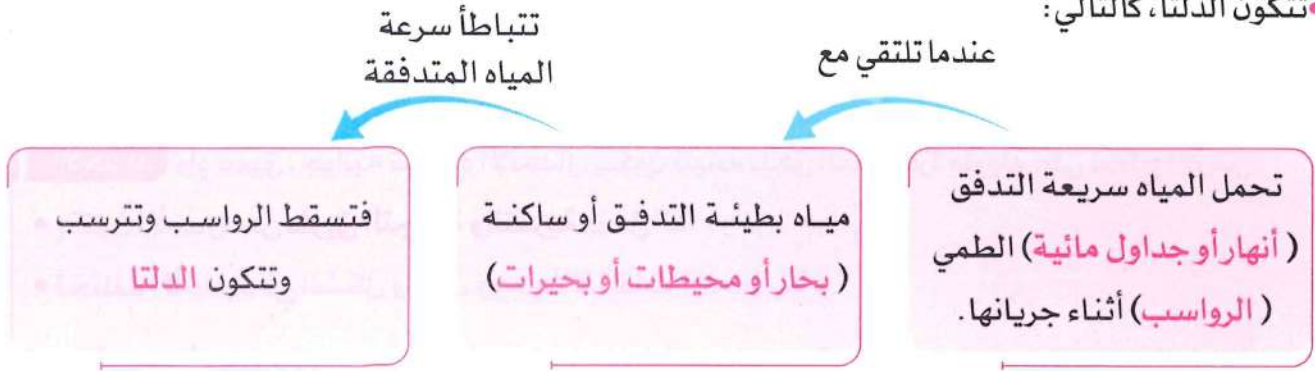 •تتكون الدلتا، كالتالي:
عندما تلتقي مع
تتباطأ سرعة
المياه المتدفقة
تحمل المياه سريعة التدفق
(أنهار أو جداول مائية) الطمي
(الرواسب) أثناء جريانها.
مياه بطيئة التدفق أو ساكنة
(بحار أو محيطات أو بحيرات)
فتسقط الرواسب وتترسب
وتتكون الدلتا